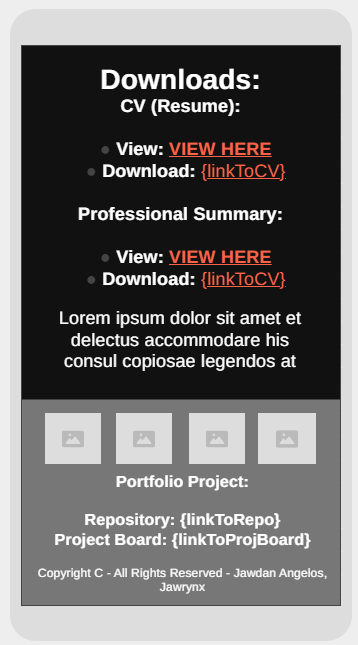 Downloads:
CV (Resume):
● View: VIEW HERE
● Download: {linkToCV}
Professional Summary:
● View: VIEW HERE
● Download: {linkToCV}
Lorem ipsum dolor sit amet et
delectus accommodare his
consul copiosae legendos at
Portfolio Project:
Repository: {linkToRepo}
Project Board: {linkToProjBoard}
Copyright C - All Rights Reserved - Jawdan Angelos,
Jawrynx